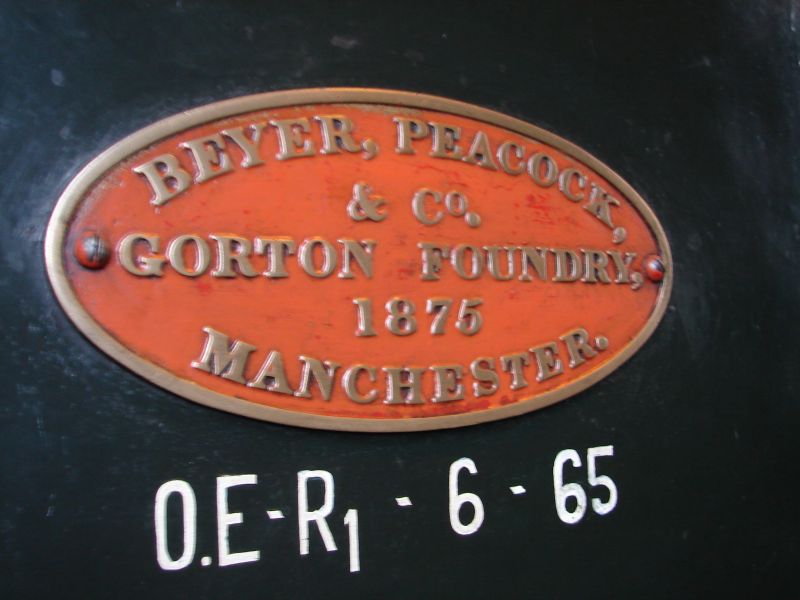 BEYER, PEACOCK,
& Co.
GORTON FOUNDRY,
1875
MANCHESTER.
O.E-R1-6-65